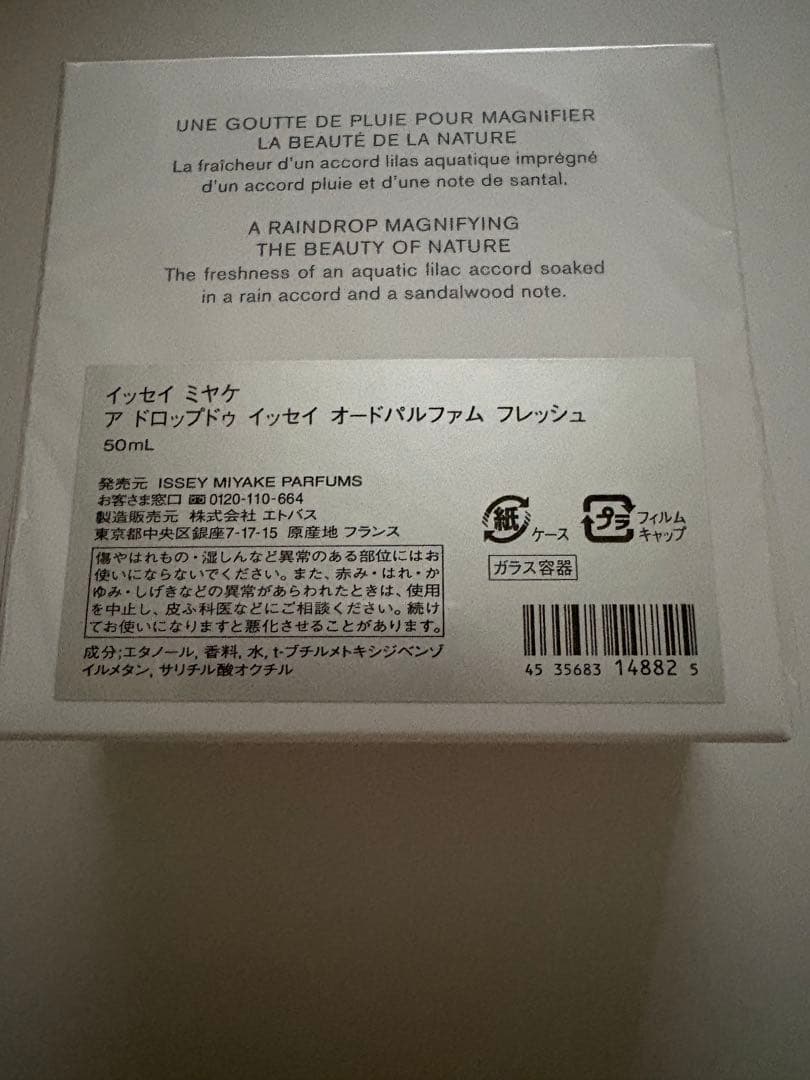 UNE GOUTTE DE PLUIE POUR MAGNIFIER
LA BEAUTÉ DE LA NATURE
La fraîcheur d'un accord lilas aquatique imprégné
d'un accord pluie et d'une note de santal.
A RAINDROP MAGNIFYING
THE BEAUTY OF NATURE
The freshness of an aquatic lilac accord soaked
in a rain accord and a sandalwood note.
イッセイ ミヤケ
ア ドロップドゥ イッセイ オードパルファム フレッシュ
50mL
発売元 ISSEY MIYAKE PARFUMS
お客さま窓口 0120-110-664
製造販売元 株式会社 エトバス
東京都中央区銀座7-17-15 原産地 フランス
傷やはれもの・湿しんなど異常のある部位にはお
使いにならないでください。また、赤み・はれ・か
ゆみ・しげきなどの異常があらわれたときは、使用
を中止し、皮ふ科医などにご相談ください。続け
てお使いになりますと悪化させることがあります。
成分;エタノール, 香料, 水, t-ブチルメトキシジベンゾ
イルメタン, サリチル酸オクチル
紙 ケース
プラ フィルム
キャップ
ガラス容器
45 35683 14882 5